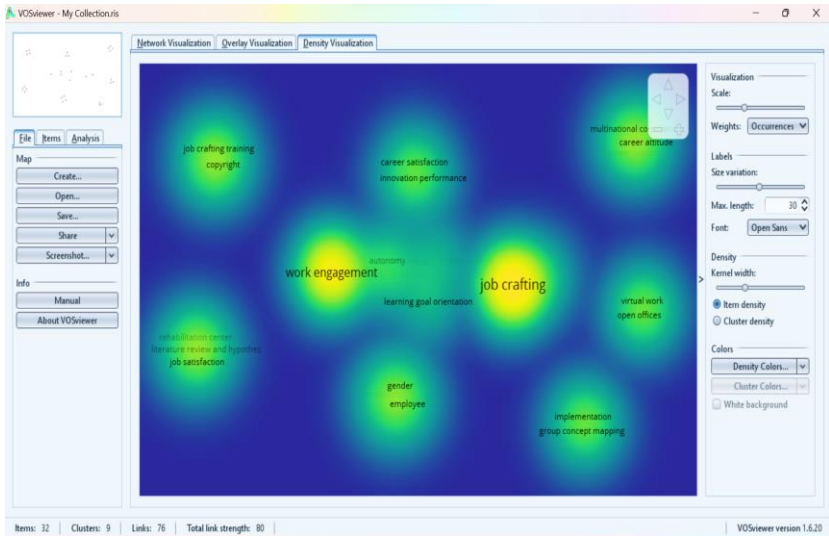 VOSviewer - My Collection.ris
File Items Analysis
Map
Create...
Open...
Save...
Share
Screenshot...
Info
Manual
About VOSviewer
Network Visualization Overlay Visualization Density Visualization
job crafting training
copyright
career satisfaction
innovation performance
multinational
career attitude
autonomy
work engagement
job crafting
learning goal orientation
virtual work
open offices
rehabilitation center
literature review and hypothes
job satisfaction
gender
employee
implementation
group concept mapping
Visualization
Scale:
Weights: Occurrences
Labels
Size variation:
Max. length: 30
Font: Open Sans
Density
Kernel width:
Item density
Cluster density
Colors
Density Colors...
Cluster Colors...
White background
Items: 32 Clusters: 9 Links: 76 Total link strength: 80
VOSviewer version 1.6.20